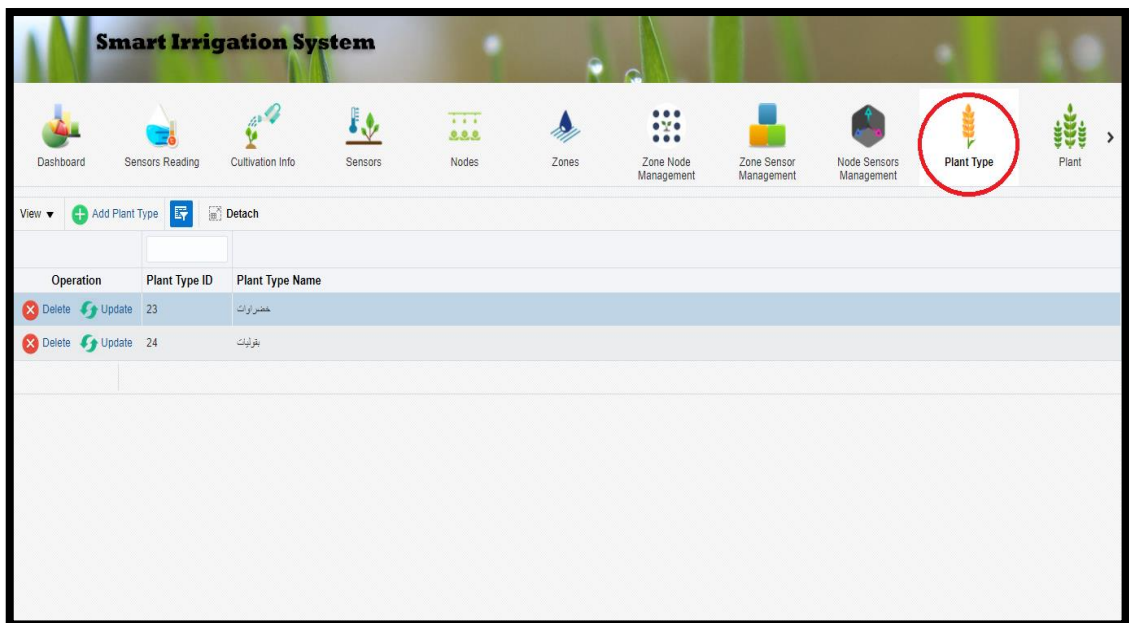 Smart Irrigation System
Dashboard
Sensors Reading
Cultivation Info
Sensors
Nodes
Zones
Zone Node
Management
Zone Sensor
Management
Node Sensors
Management
Plant Type
Plant
View
Add Plant Type
Detach
Operation Plant Type ID Plant Type Name
Delete Update 23 خضراوات
Delete Update 24 بقوليات